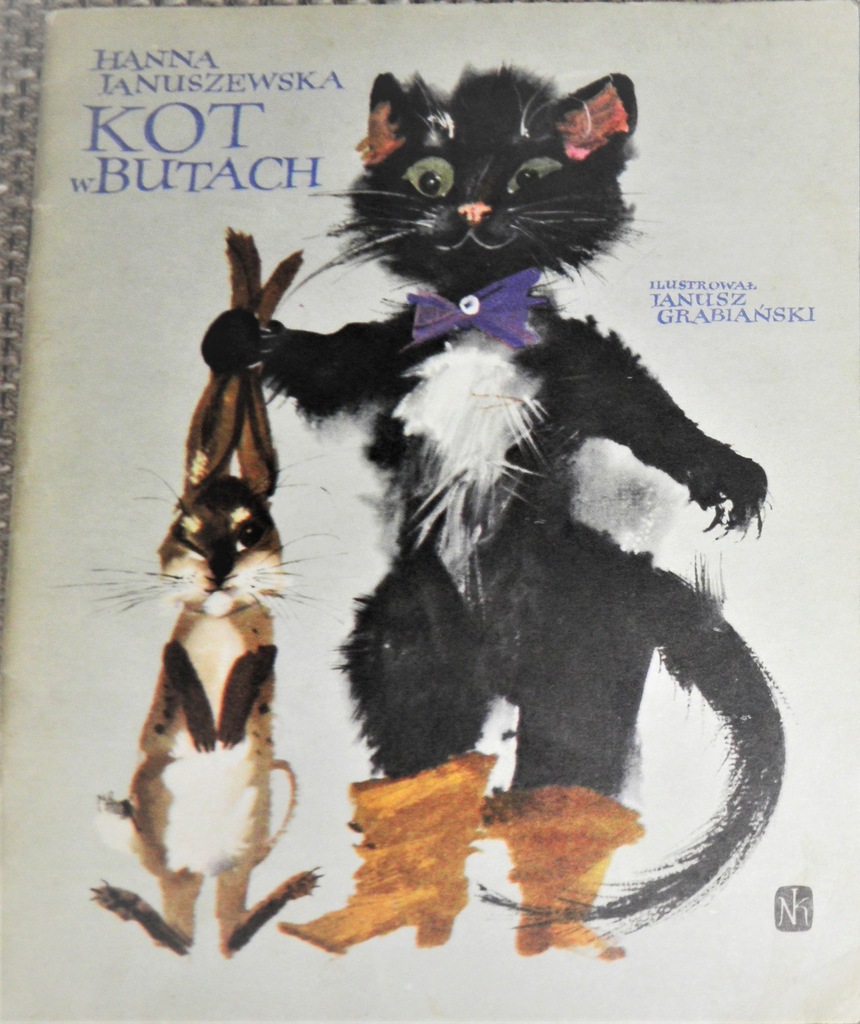 HANNA
JANUSZEWSKA
KOT
w BUTACH
ILUSTROWAŁ
JANUSZ
GRABIAŃSKI
NK